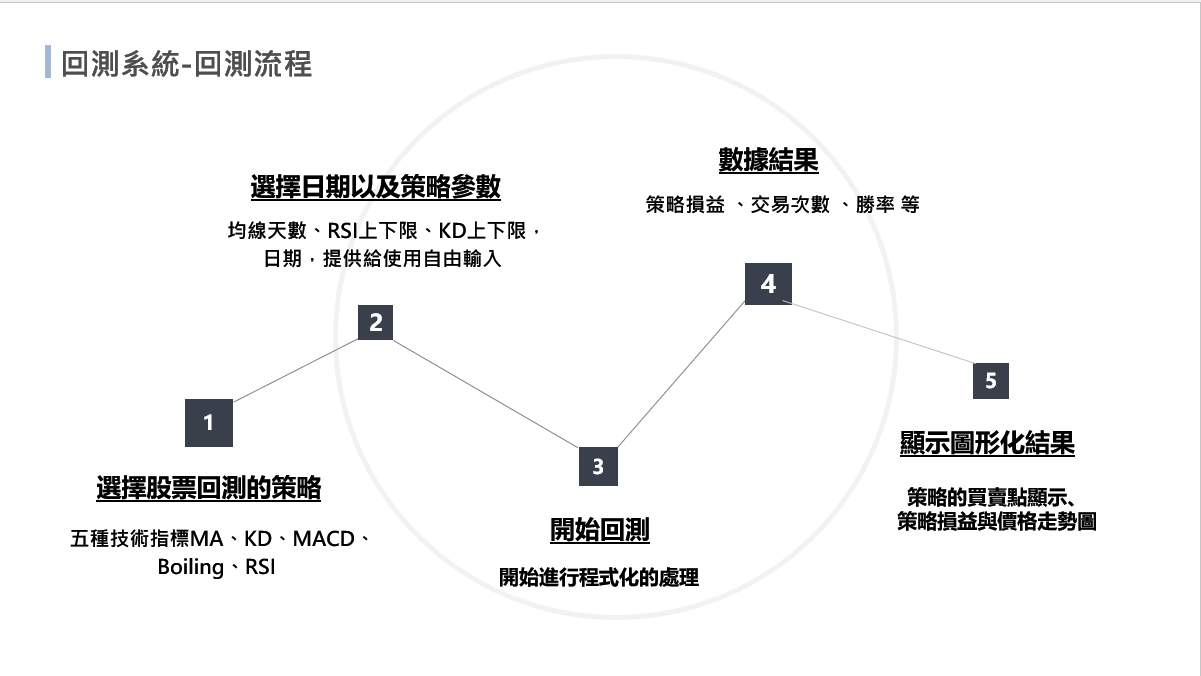 回測系統-回測流程
選擇日期以及策略參數
均線天數、RSI上下限、KD上下限，
日期，提供給使用自由輸入
數據結果
策略損益 、交易次數 、勝率 等
1
2
3
4
5
選擇股票回測的策略
五種技術指標MA、KD、MACD、
Boiling、RSI
開始回測
開始進行程式化的處理
顯示圖形化結果
策略的買賣點顯示、
策略損益與價格走勢圖